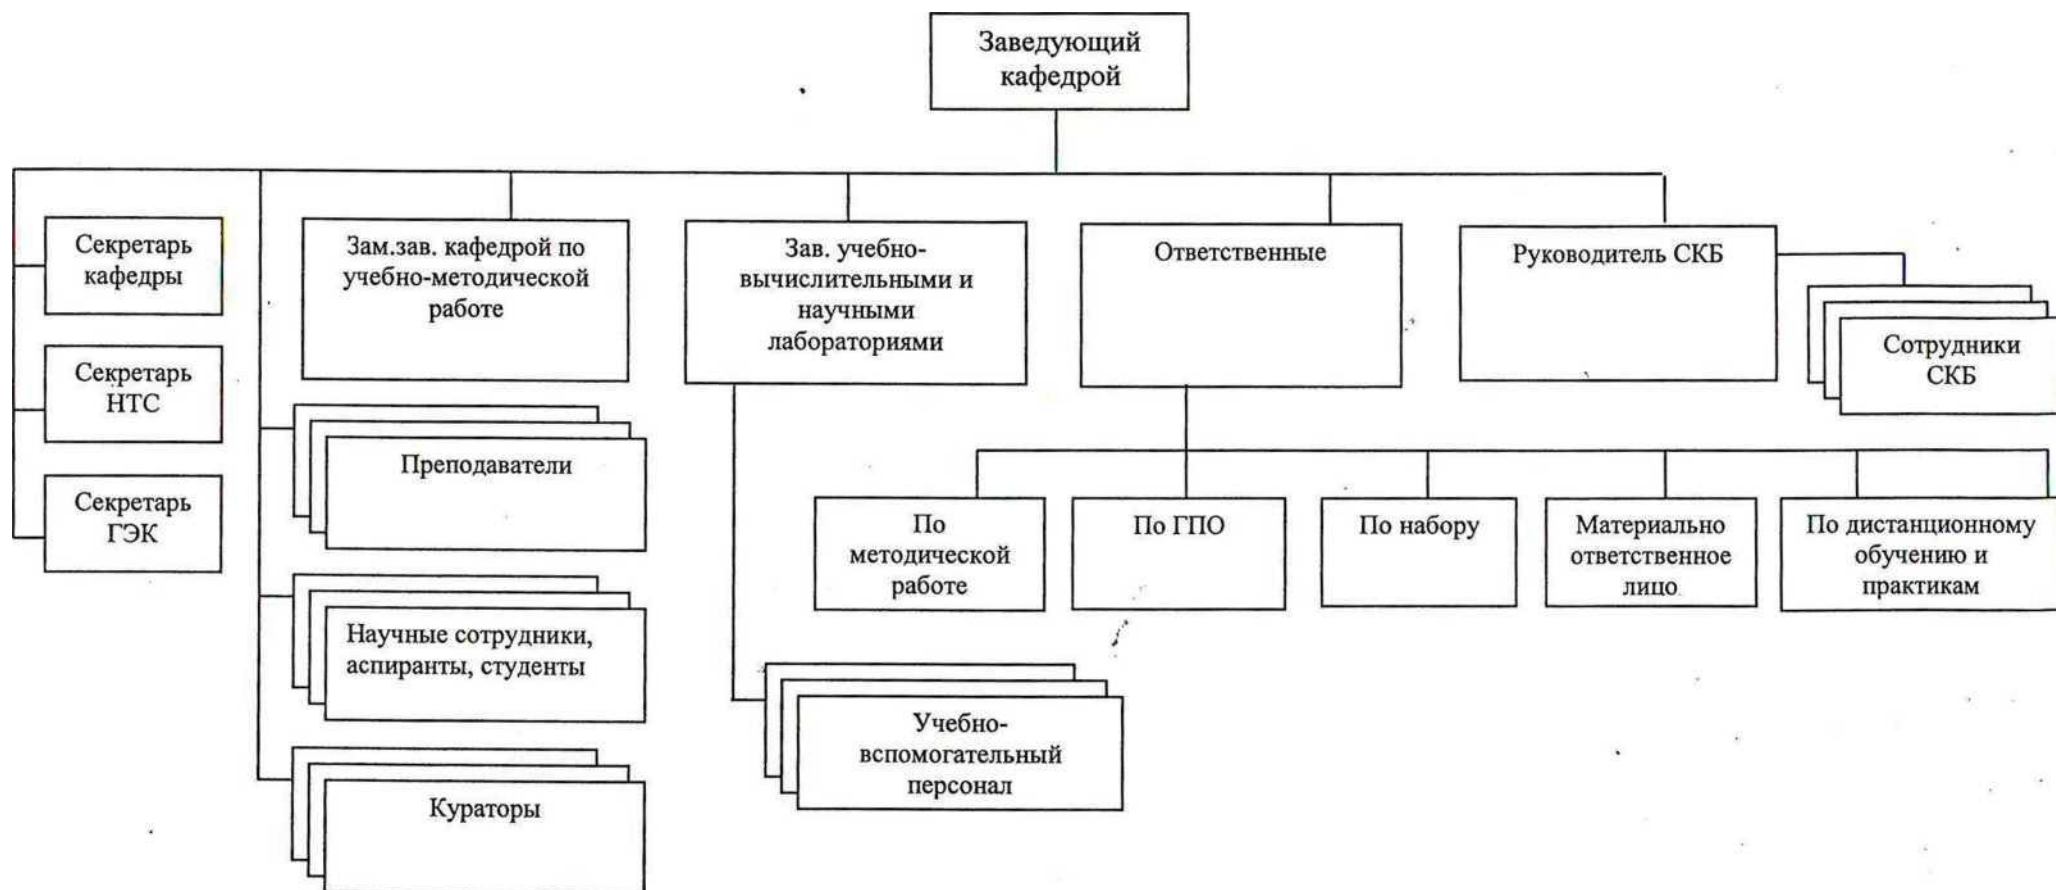 Заведующий
кафедрой
Секретарь
кафедры
Секретарь
НТС
Секретарь
ГЭК
Зам.зав. кафедрой по
учебно-методической
работе
Преподаватели
Научные сотрудники,
аспиранты, студенты
Кураторы
Зав. учебно-
вычислительными и
научными
лабораториями
Учебно-
вспомогательный
персонал
Ответственные
По
методической
работе
По ГПО
По набору
Материально
ответственное
лицо
По дистанционному
обучению и
практикам
Руководитель СКБ
Сотрудники
СКБ